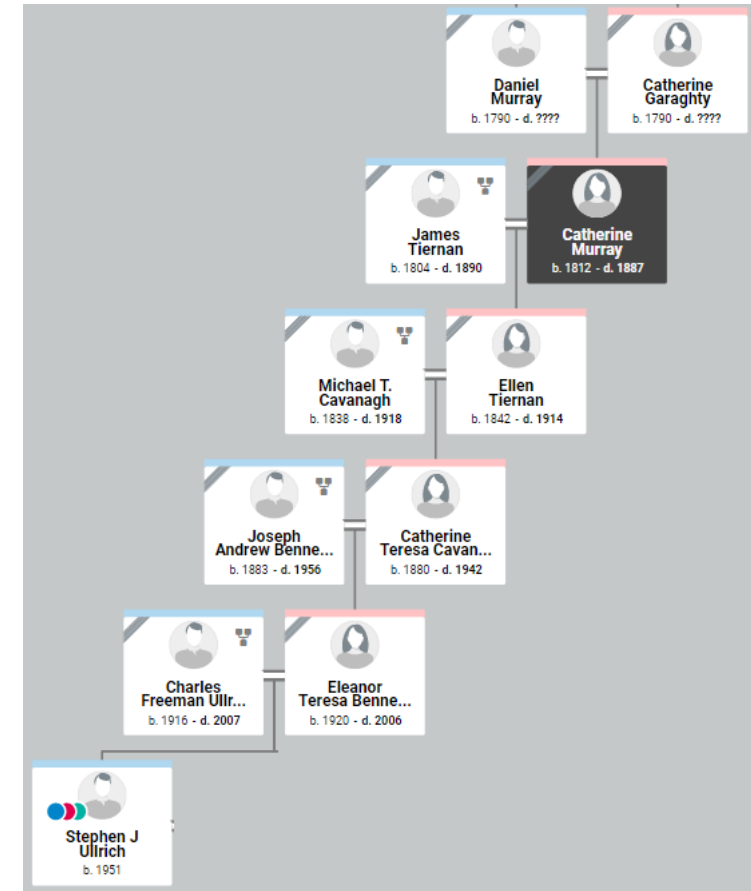 Daniel
Murray
b. 1790 - d. ????
Catherine
Garaghty
b. 1790 - d. ????
James
Tiernan
b. 1804 - d. 1890
Catherine
Murray
b. 1812 - d. 1887
Michael T.
Cavanagh
b. 1838 - d. 1918
Ellen
Tiernan
b. 1842 - d. 1914
Joseph
Andrew Benne...
b. 1883 - d. 1956
Catherine
Teresa Cavan...
b. 1880 - d. 1942
Charles
Freeman Ullr...
b. 1916 - d. 2007
Eleanor
Teresa Benne...
b. 1920 - d. 2006
Stephen J
Ullrich
b. 1951